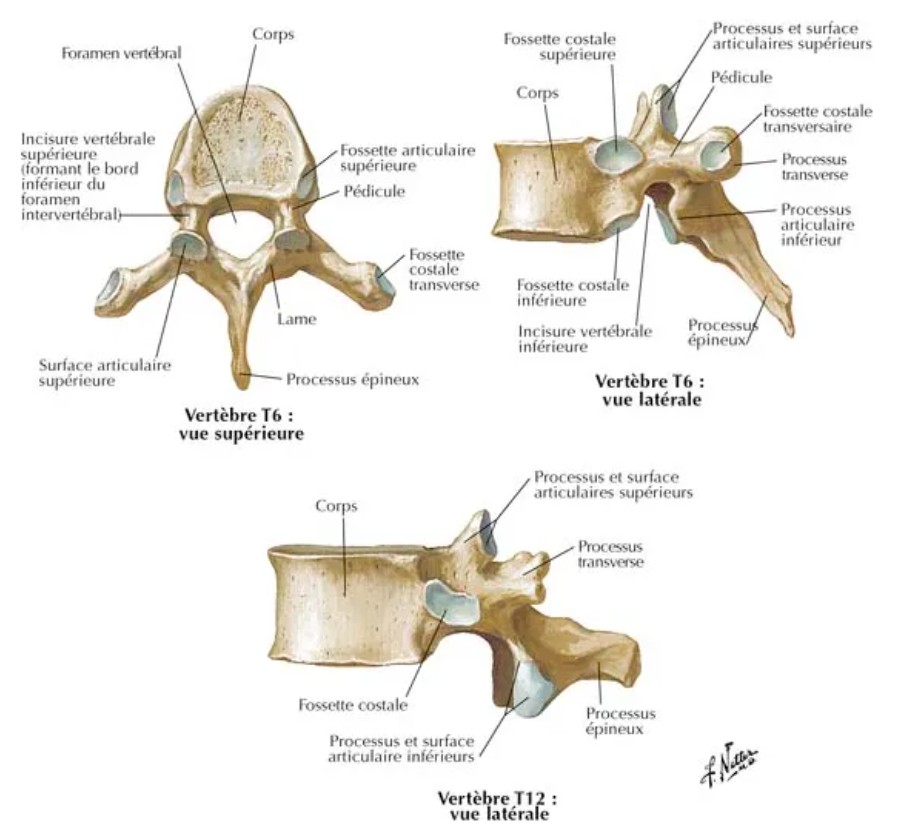 Corps
Foramen vertébral
Incisure vertébrale
supérieure
(formant le bord
inférieur du
foramen
intervertébral)
Fossette articulaire
supérieure
Pédicule
Fossette
costale
transverse
Lame
Surface articulaire
supérieure
Processus épineux
Vertèbre T6 :
vue supérieure
Processus et surface
articulaires supérieurs
Fossette costale
supérieure
Pédicule
Corps
Fossette costale
transversaire
Processus
transverse
Processus
articulaire
inférieur
Fossette costale
inférieure
Incisure vertébrale
inférieure
Processus
épineux
Vertèbre T6 :
vue latérale
Processus et surface
articulaires supérieurs
Corps
Processus
transverse
Fossette costale
Processus
épineux
Processus et surface
articulaire inférieurs
Vertèbre T12 :
vue latérale
F. Netter
M.D.